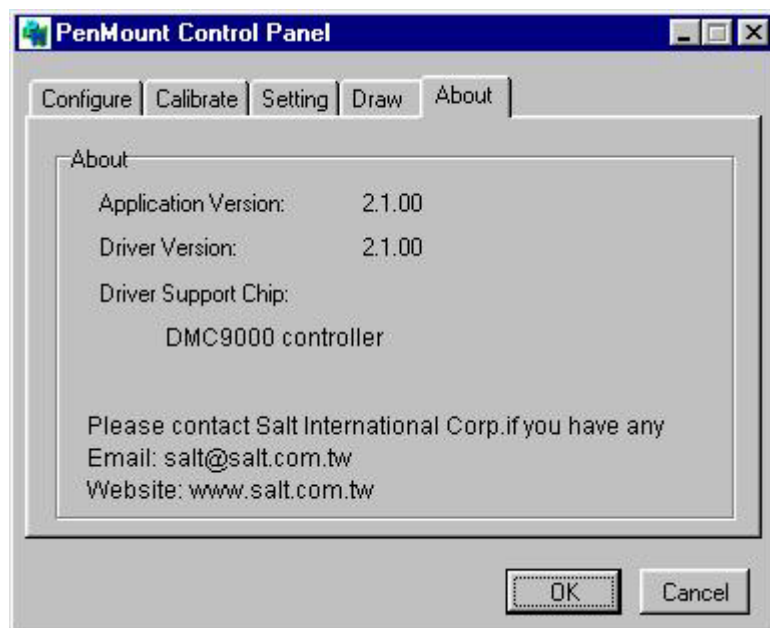 PenMount Control Panel
Configure Calibrate Setting Draw About
About
Application Version: 2.1.00
Driver Version: 2.1.00
Driver Support Chip:
DMC9000 controller
Please contact Salt International Corp.if you have any
Email: salt@salt.com.tw
Website: www.salt.com.tw
OK Cancel